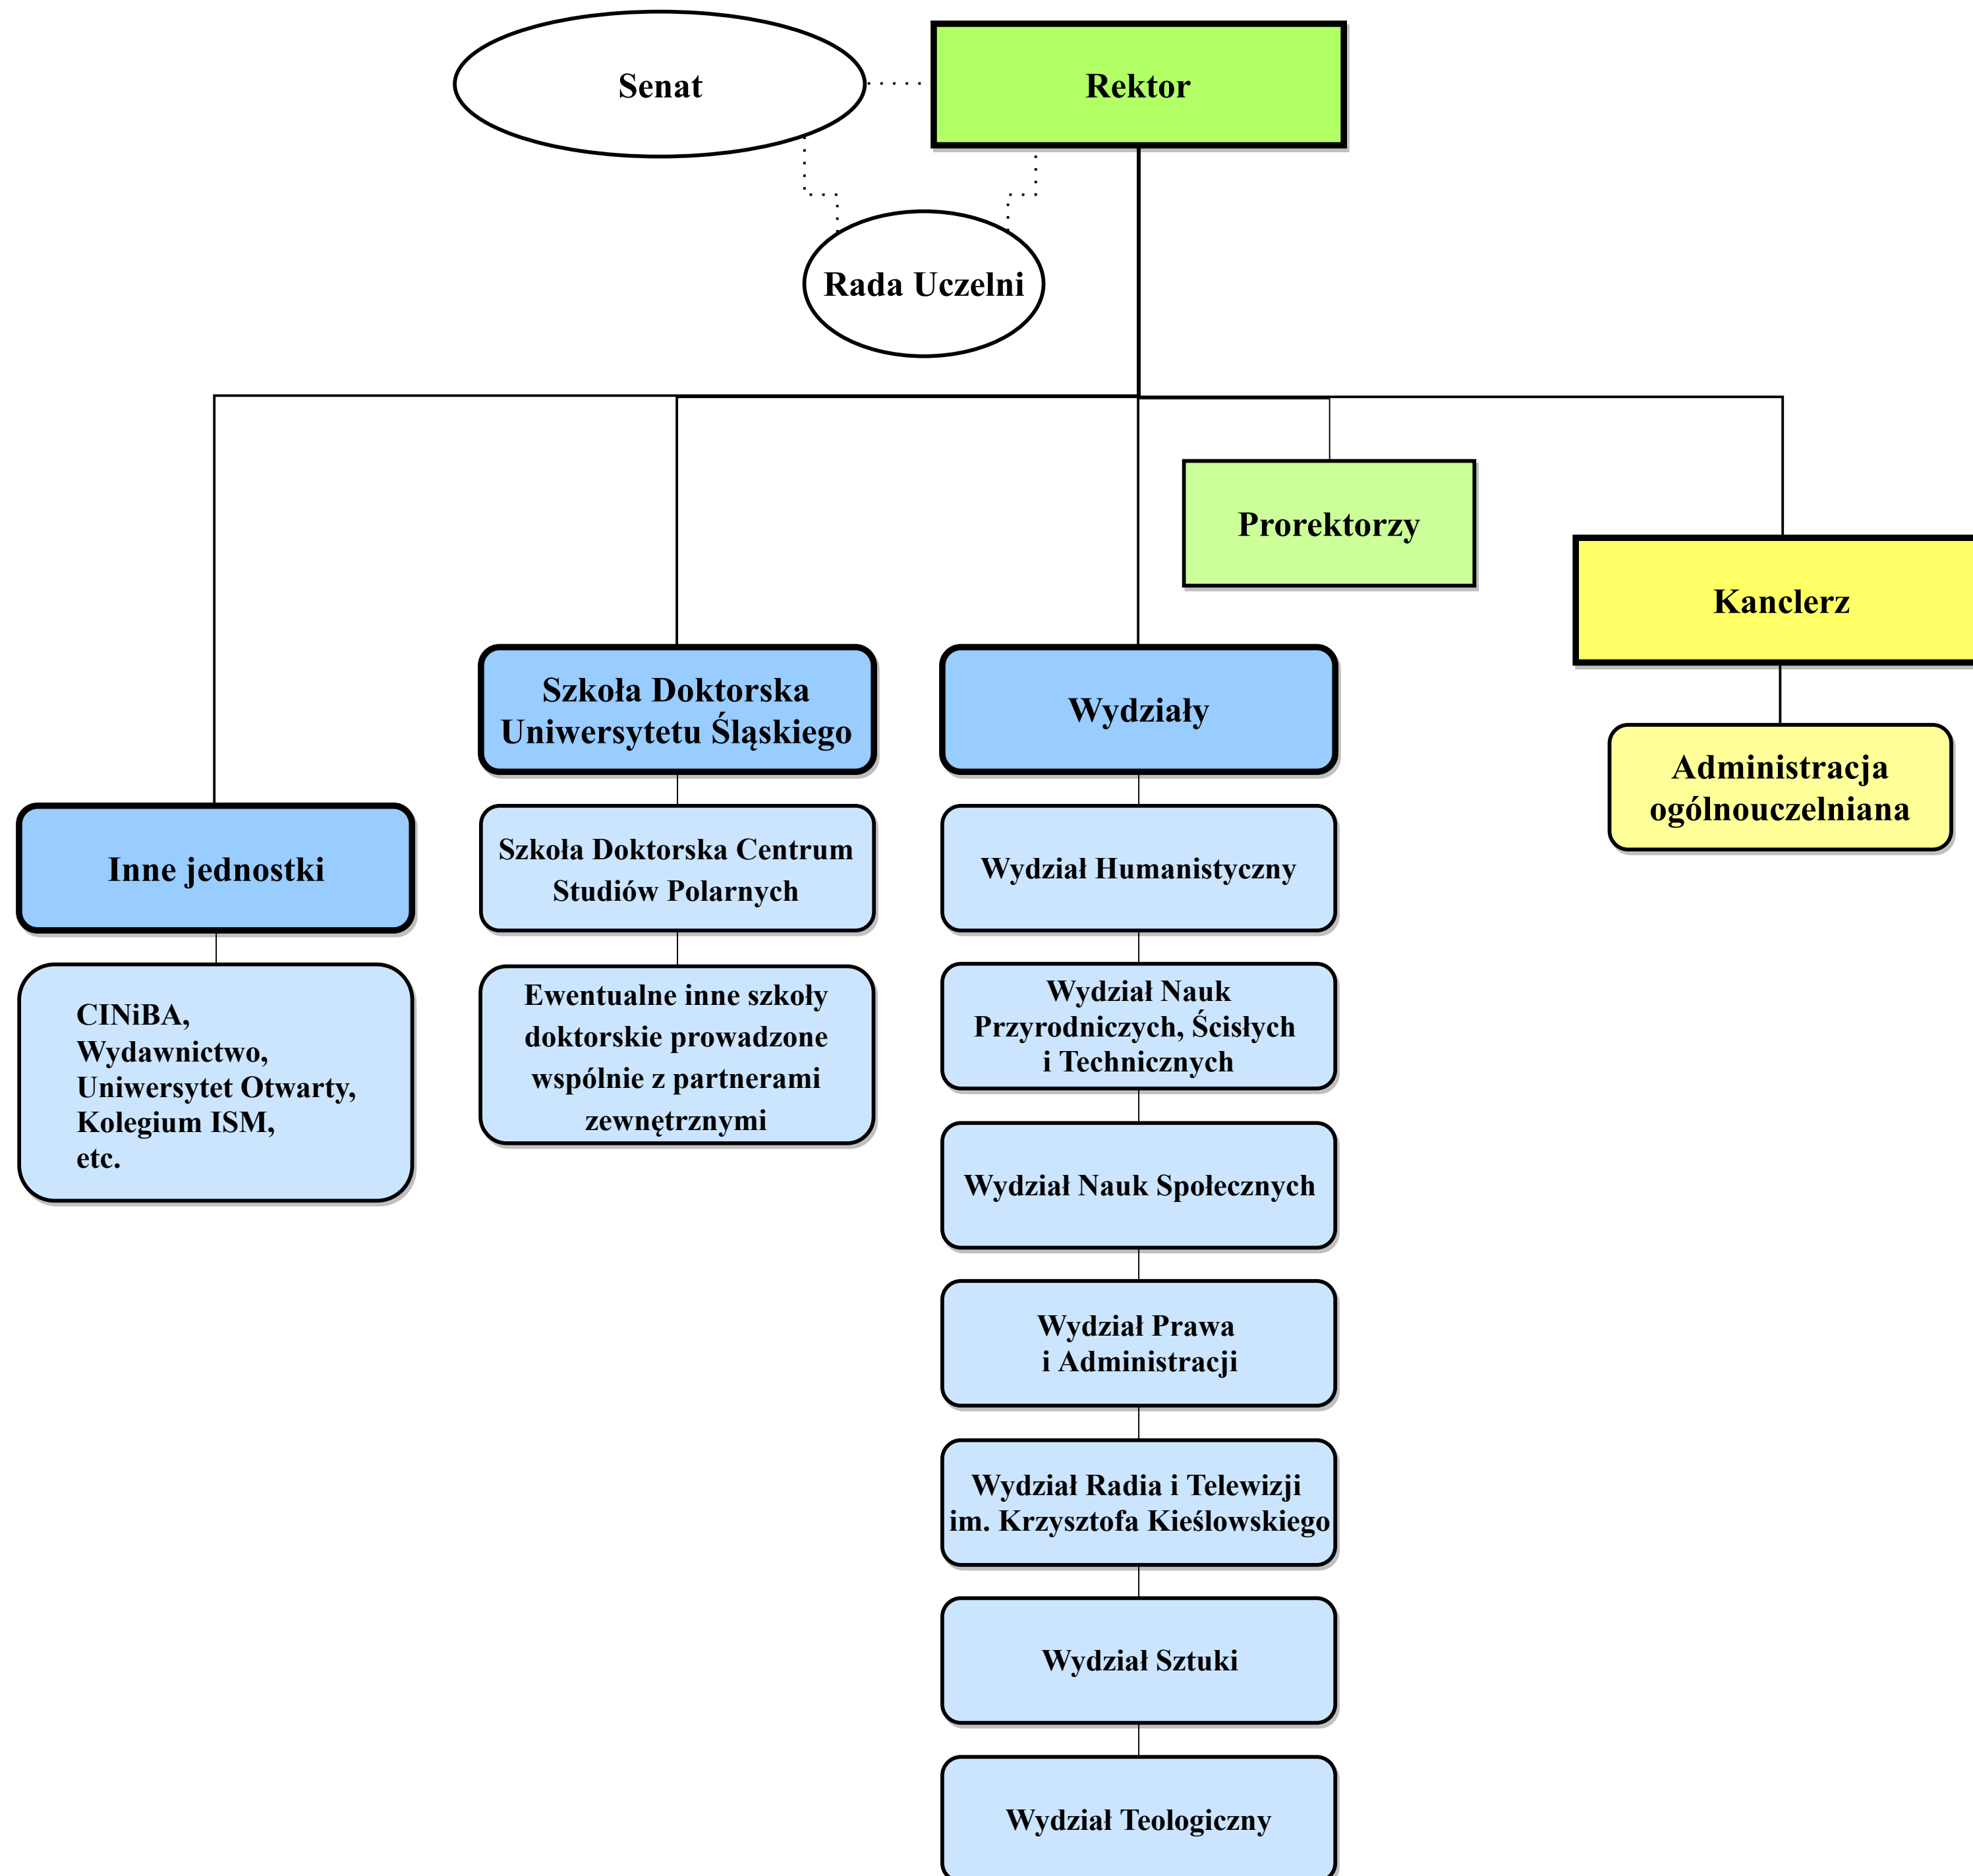 Senat
Rektor
Rada Uczelni
Prorektorzy
Kanclerz
Administracja
ogólnouczelniana
Szkoła Doktorska
Uniwersytetu Śląskiego
Wydziały
Inne jednostki
Szkoła Doktorska Centrum
Studiów Polarnych
Wydział Humanistyczny
CINiBA,
Wydawnictwo,
Uniwersytet Otwarty,
Kolegium ISM,
etc.
Ewentualne inne szkoły
doktorskie prowadzone
wspólnie z partnerami
zewnętrznymi
Wydział Nauk
Przyrodniczych, Ścisłych
i Technicznych
Wydział Nauk Społecznych
Wydział Prawa
i Administracji
Wydział Radia i Telewizji
im. Krzysztofa Kieślowskiego
Wydział Sztuki
Wydział Teologiczny